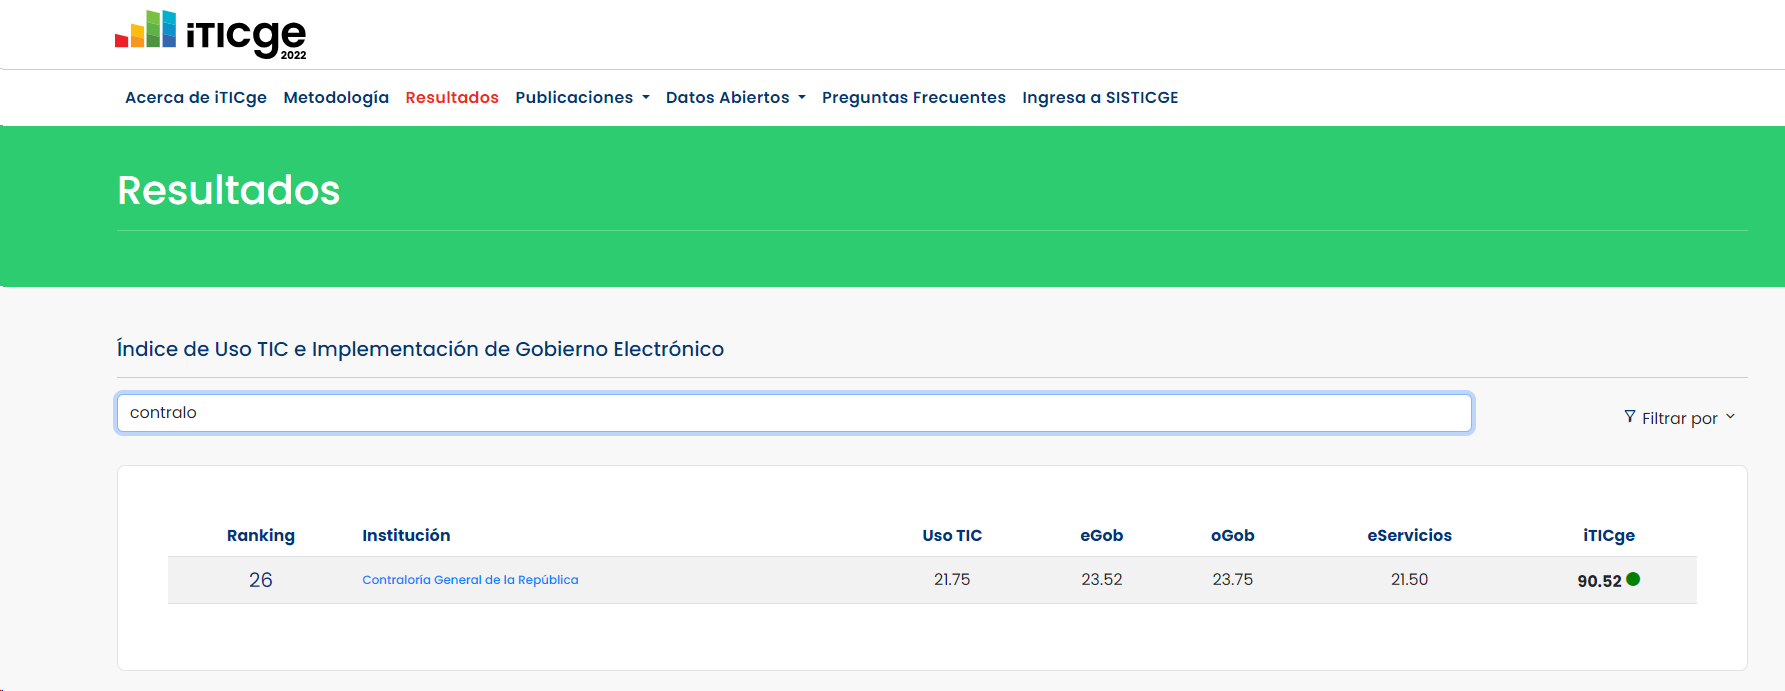 iTICge
2022
Acerca de iTICge Metodología Resultados Publicaciones Datos Abiertos Preguntas Frecuentes Ingresa a SISTICGE
Resultados
Índice de Uso TIC e Implementación de Gobierno Electrónico
contralo
Filtrar por
Ranking Institución Uso TIC eGob oGob eServicios iTICge
26 Contraloría General de la República 21.75 23.52 23.75 21.50 90.52